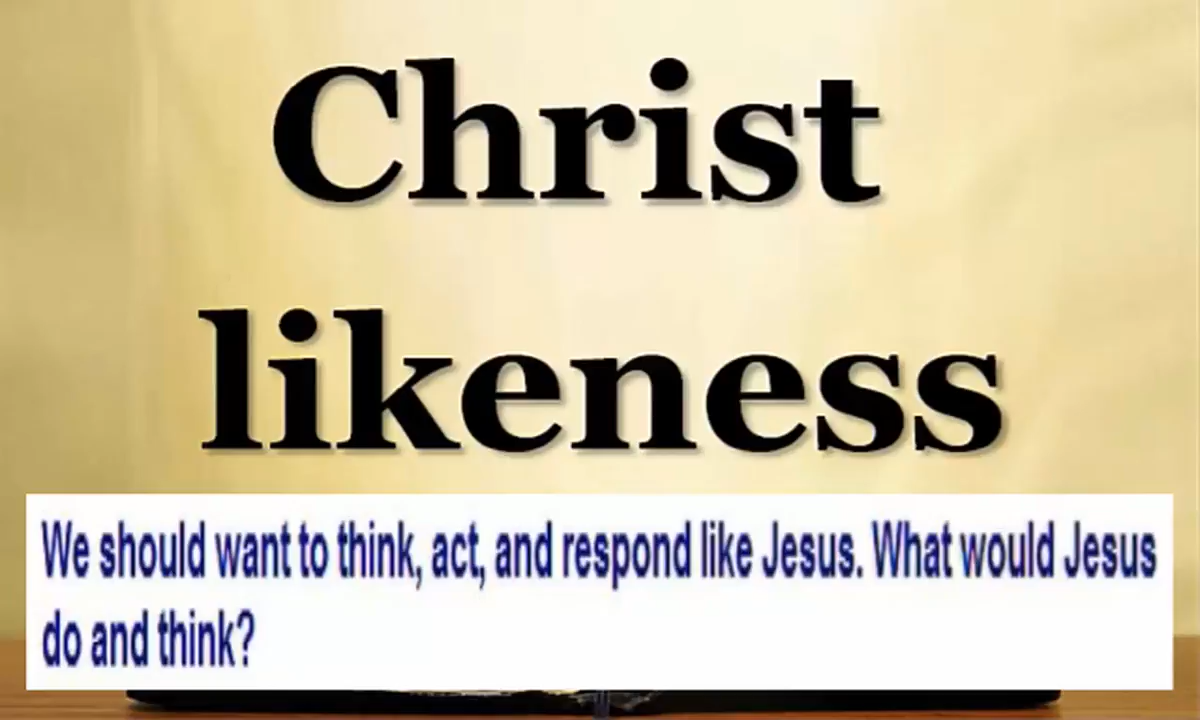 Christ
likeness
We should want to think, act, and respond like Jesus. What would Jesus
do and think?